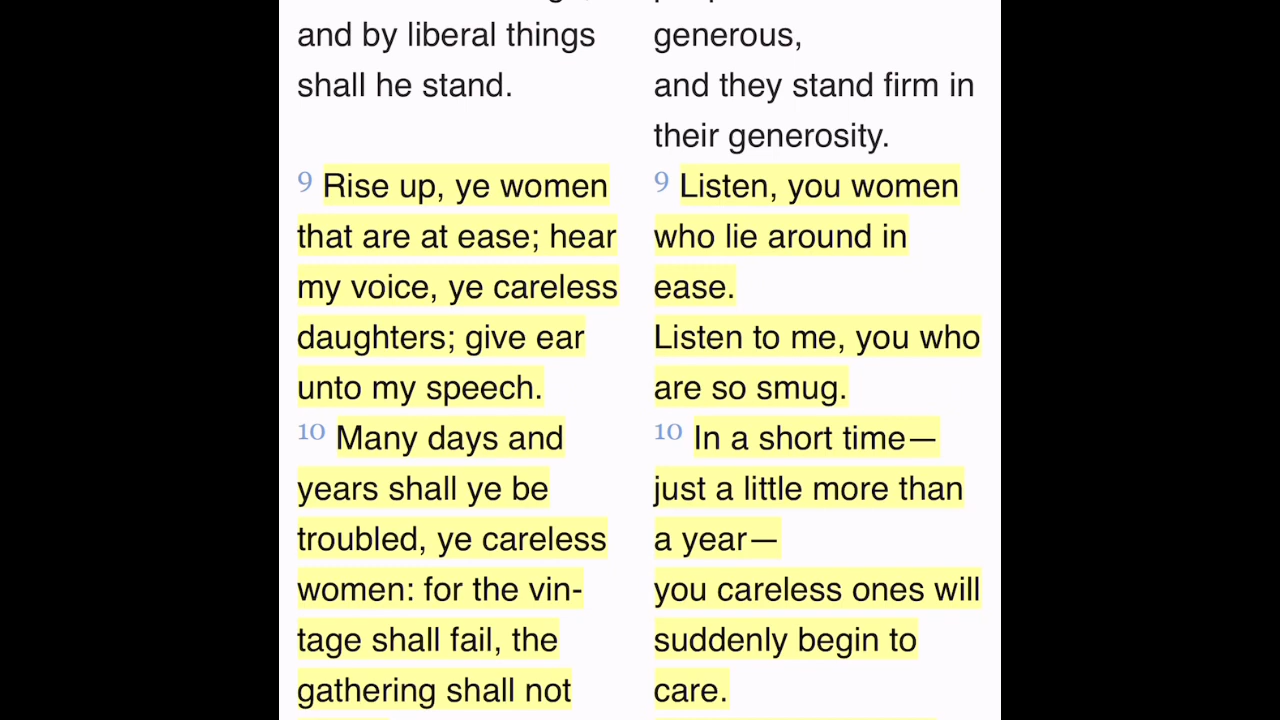 and by liberal things
shall he stand.
9 Rise up, ye women
that are at ease; hear
my voice, ye careless
daughters; give ear
unto my speech.
10 Many days and
years shall ye be
troubled, ye careless
women: for the vin-
tage shall fail, the
gathering shall not
generous,
and they stand firm in
their generosity.
9 Listen, you women
who lie around in
ease.
Listen to me, you who
are so smug.
10 In a short time—
just a little more than
a year—
you careless ones will
suddenly begin to
care.